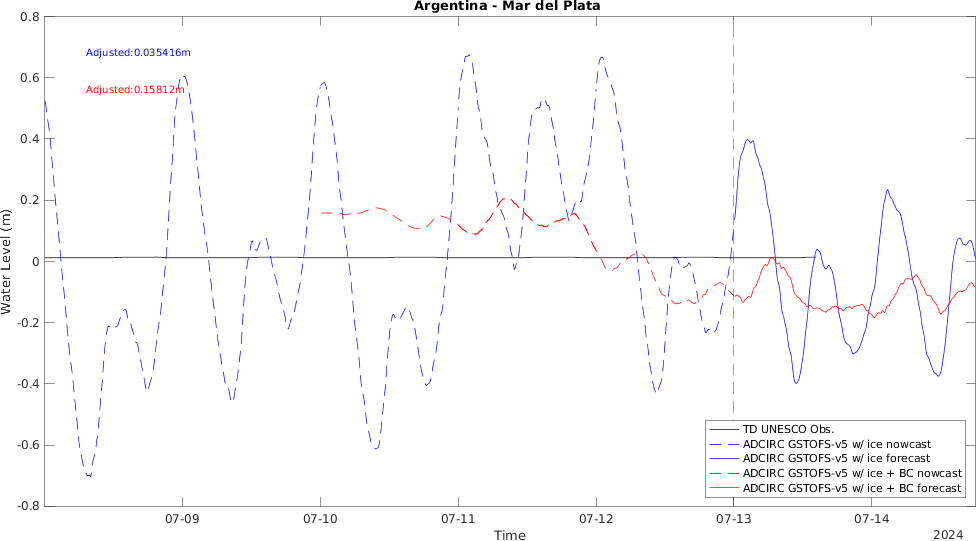 Argentina - Mar del Plata
Adjusted:0.035416m
Adjusted:0.15812m
Water Level (m)
0.8
0.6
0.4
0.2
0
-0.2
-0.4
-0.6
-0.8
TD UNESCO Obs.
ADCIRC GSTOFS-v5 w/ ice nowcast
ADCIRC GSTOFS-v5 w/ ice forecast
ADCIRC GSTOFS-v5 w/ ice + BC nowcast
ADCIRC GSTOFS-v5 w/ ice + BC forecast
07-09 07-10 07-11 07-12 07-13 07-14
Time
2024